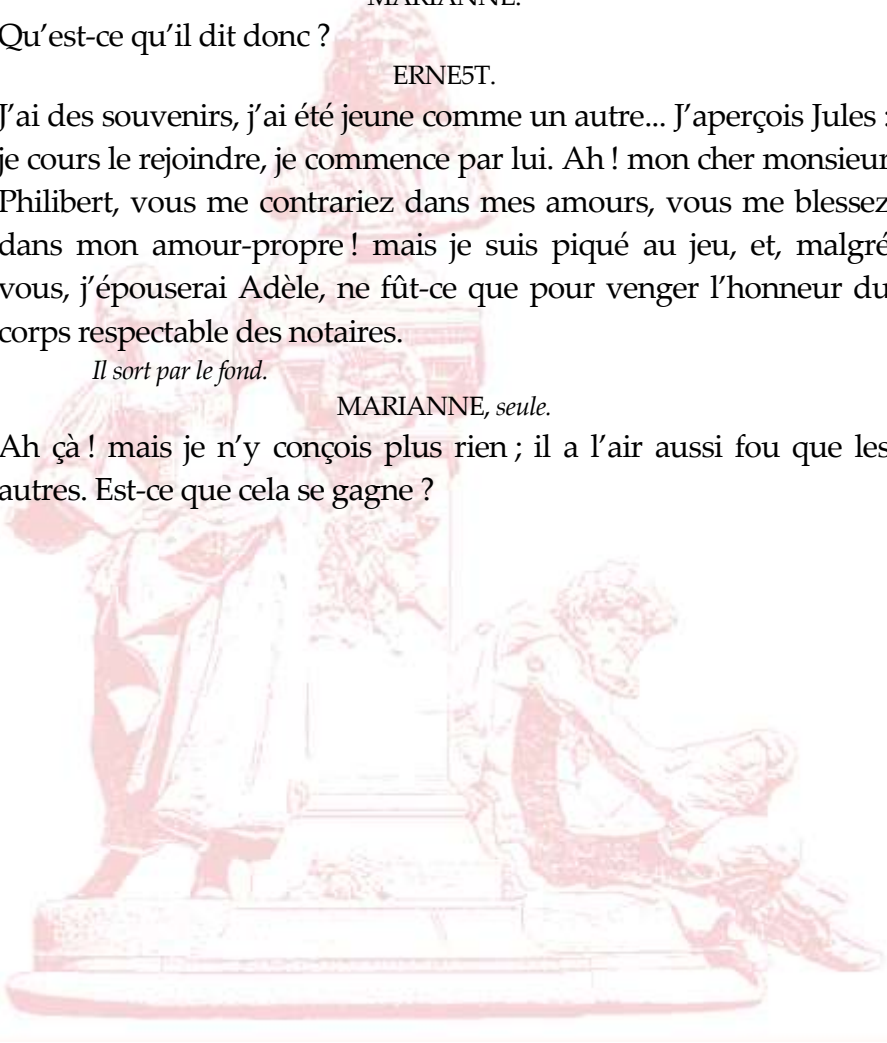 MARIANNE.
Qu’est-ce qu’il dit donc ?
ERNE5T.
J’ai des souvenirs, j’ai été jeune comme un autre... J’aperçois Jules :
je cours le rejoindre, je commence par lui. Ah ! mon cher monsieur
Philibert, vous me contrariez dans mes amours, vous me blessez
dans mon amour-propre ! mais je suis piqué au jeu, et, malgré
vous, j’épouserai Adèle, ne fût-ce que pour venger l’honneur du
corps respectable des notaires.
Il sort par le fond.
MARIANNE, seule.
Ah çà ! mais je n’y conçois plus rien ; il a l’air aussi fou que les
autres. Est-ce que cela se gagne ?